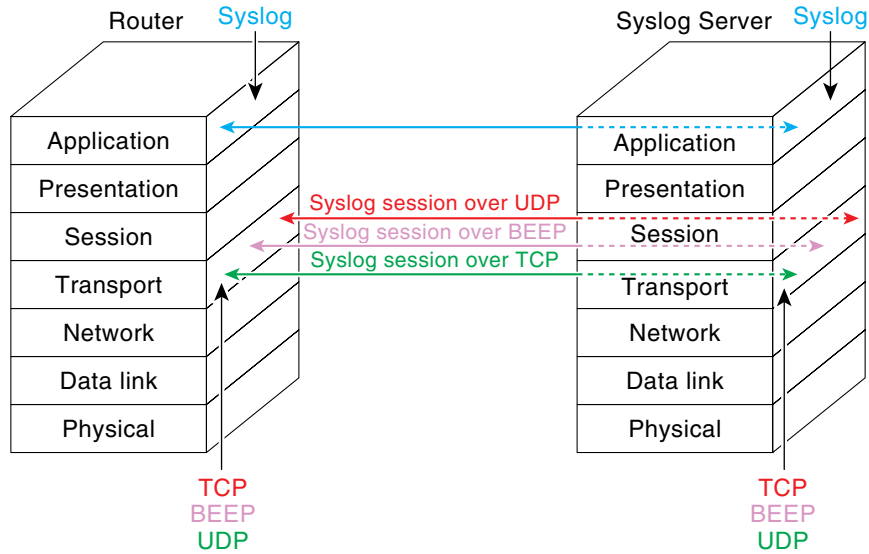 Router Syslog
Syslog Server Syslog
Application
Presentation
Session
Transport
Network
Data link
Physical
Syslog session over UDP
Syslog session over BEEP
Syslog session over TCP
Application
Presentation
Session
Transport
Network
Data link
Physical
TCP
BEEP
UDP
TCP
BEEP
UDP